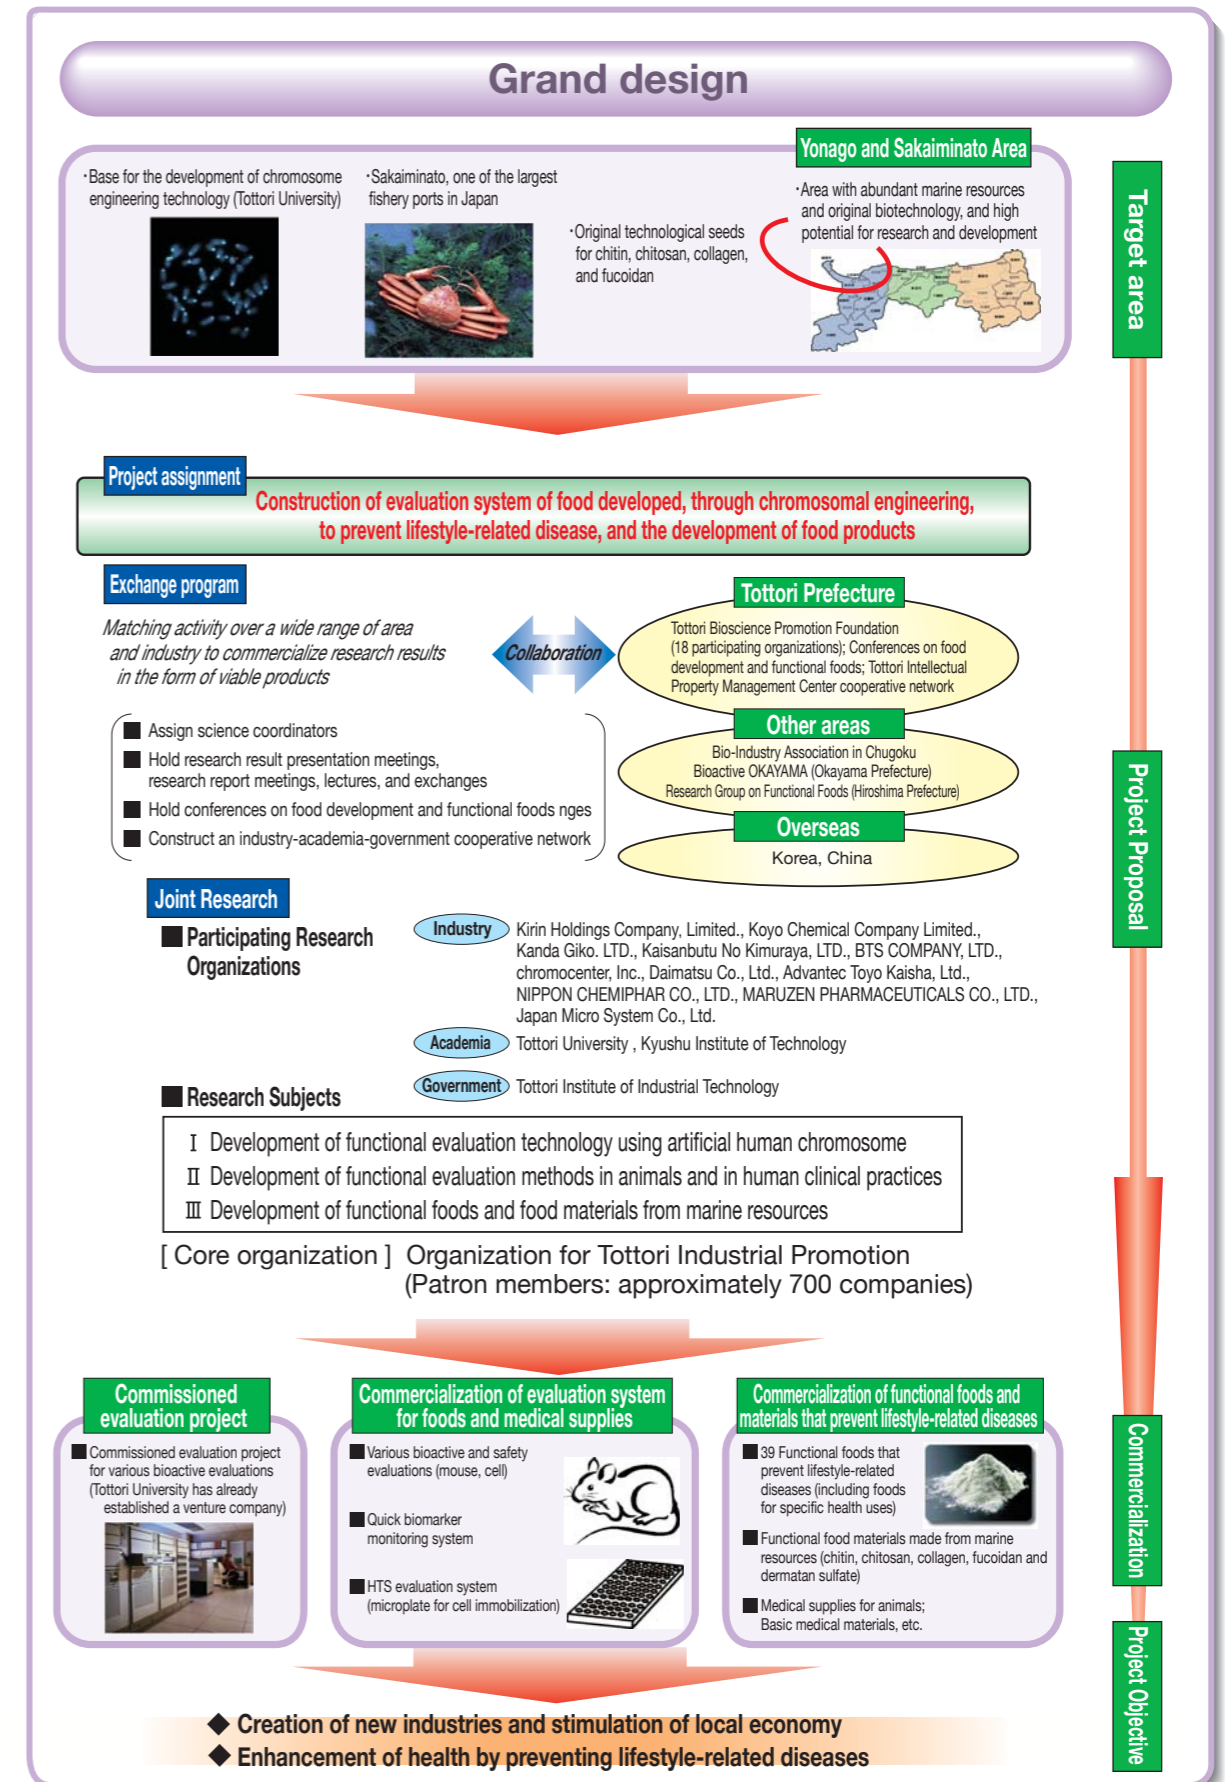 Grand design
Yonago and Sakaiminato Area
・Base for the development of chromosome
engineering technology (Tottori University)
・Sakaiminato, one of the largest
fishery ports in Japan
・Original technological seeds
for chitin, chitosan, collagen,
and fucoidan
・Area with abundant marine resources
and original biotechnology, and high
potential for research and development
Target area
Project assignment
Construction of evaluation system of food developed, through chromosomal engineering,
to prevent lifestyle-related disease, and the development of food products
Exchange program
Matching activity over a wide range of area
and industry to commercialize research results
in the form of viable products
Collaboration
■ Assign science coordinators
■ Hold research result presentation meetings,
research report meetings, lectures, and exchanges
■ Hold conferences on food development and functional foods nges
■ Construct an industry-academia-government cooperative network
Tottori Prefecture
Tottori Bioscience Promotion Foundation
(18 participating organizations); Conferences on food
development and functional foods; Tottori Intellectual
Property Management Center cooperative network
Other areas
Bio-Industry Association in Chugoku
Bioactive OKAYAMA (Okayama Prefecture)
Research Group on Functional Foods (Hiroshima Prefecture)
Overseas
Korea, China
Project Proposal
Joint Research
■ Participating Research
Organizations
Industry
Kirin Holdings Company, Limited., Koyo Chemical Company Limited.,
Kanda Giko. LTD., Kaisanbutu No Kimuraya, LTD., BTS COMPANY, LTD.,
chromocenter, Inc., Daimatsu Co., Ltd., Advantec Toyo Kaisha, Ltd.,
NIPPON CHEMIPHAR CO., LTD., MARUZEN PHARMACEUTICALS CO., LTD.,
Japan Micro System Co., Ltd.
Academia
Tottori University , Kyushu Institute of Technology
Government
Tottori Institute of Industrial Technology
■ Research Subjects
Ⅰ Development of functional evaluation technology using artificial human chromosome
Ⅱ Development of functional evaluation methods in animals and in human clinical practices
Ⅲ Development of functional foods and food materials from marine resources
[ Core organization ] Organization for Tottori Industrial Promotion
(Patron members: approximately 700 companies)
Commissioned
evaluation project
■ Commissioned evaluation project
for various bioactive evaluations
(Tottori University has already
established a venture company)
Commercialization of evaluation system
for foods and medical supplies
■ Various bioactive and safety
evaluations (mouse, cell)
■ Quick biomarker
monitoring system
■ HTS evaluation system
(microplate for cell immobilization)
Commercialization of functional foods and
materials that prevent lifestyle-related diseases
■ 39 Functional foods that
prevent lifestyle-related
diseases (including foods
for specific health uses)
■ Functional food materials made from marine
resources (chitin, chitosan, collagen, fucoidan and
dermatan sulfate)
■ Medical supplies for animals;
Basic medical materials, etc.
Commercialization
◆ Creation of new industries and stimulation of local economy
◆ Enhancement of health by preventing lifestyle-related diseases
Project Objective